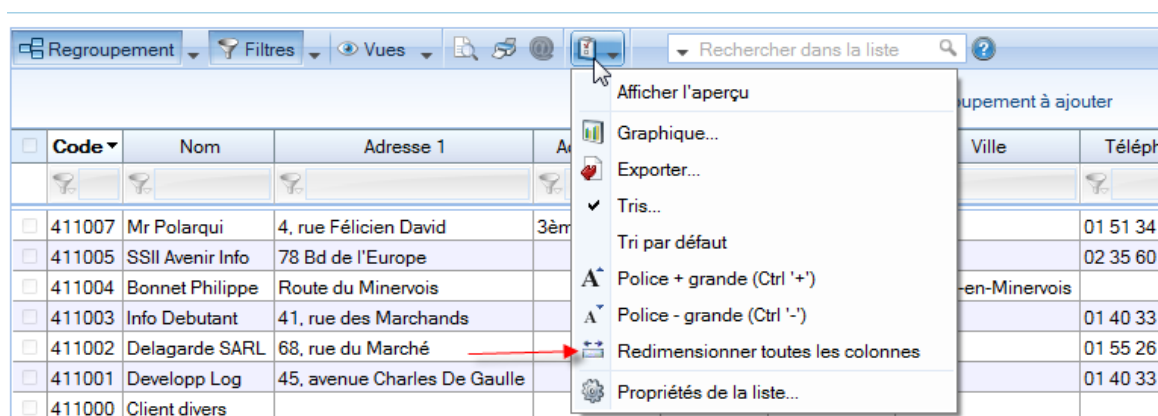 Regroupement Filtres Vues Rechercher dans la liste
Afficher l'aperçu
upement à ajouter
Graphique...
Code Nom Adresse 1 Ville
Exporter...
Tris...
411007 Mr Polarqui 4, rue Félicien David 01 51 34
Tri par défaut
411005 SSII Avenir Info 78 Bd de l'Europe 02 35 60
Police + grande (Ctrl '+')
411004 Bonnet Philippe Route du Minervois -en-Minervois
Police - grande (Ctrl '-')
411003 Info Debutant 41, rue des Marchands 01 40 33
Redimensionner toutes les colonnes
411002 Delagarde SARL 68, rue du Marché 01 55 26
411001 Developp Log 45, avenue Charles De Gaulle 01 40 33
Propriétés de la liste...
411000 Client divers